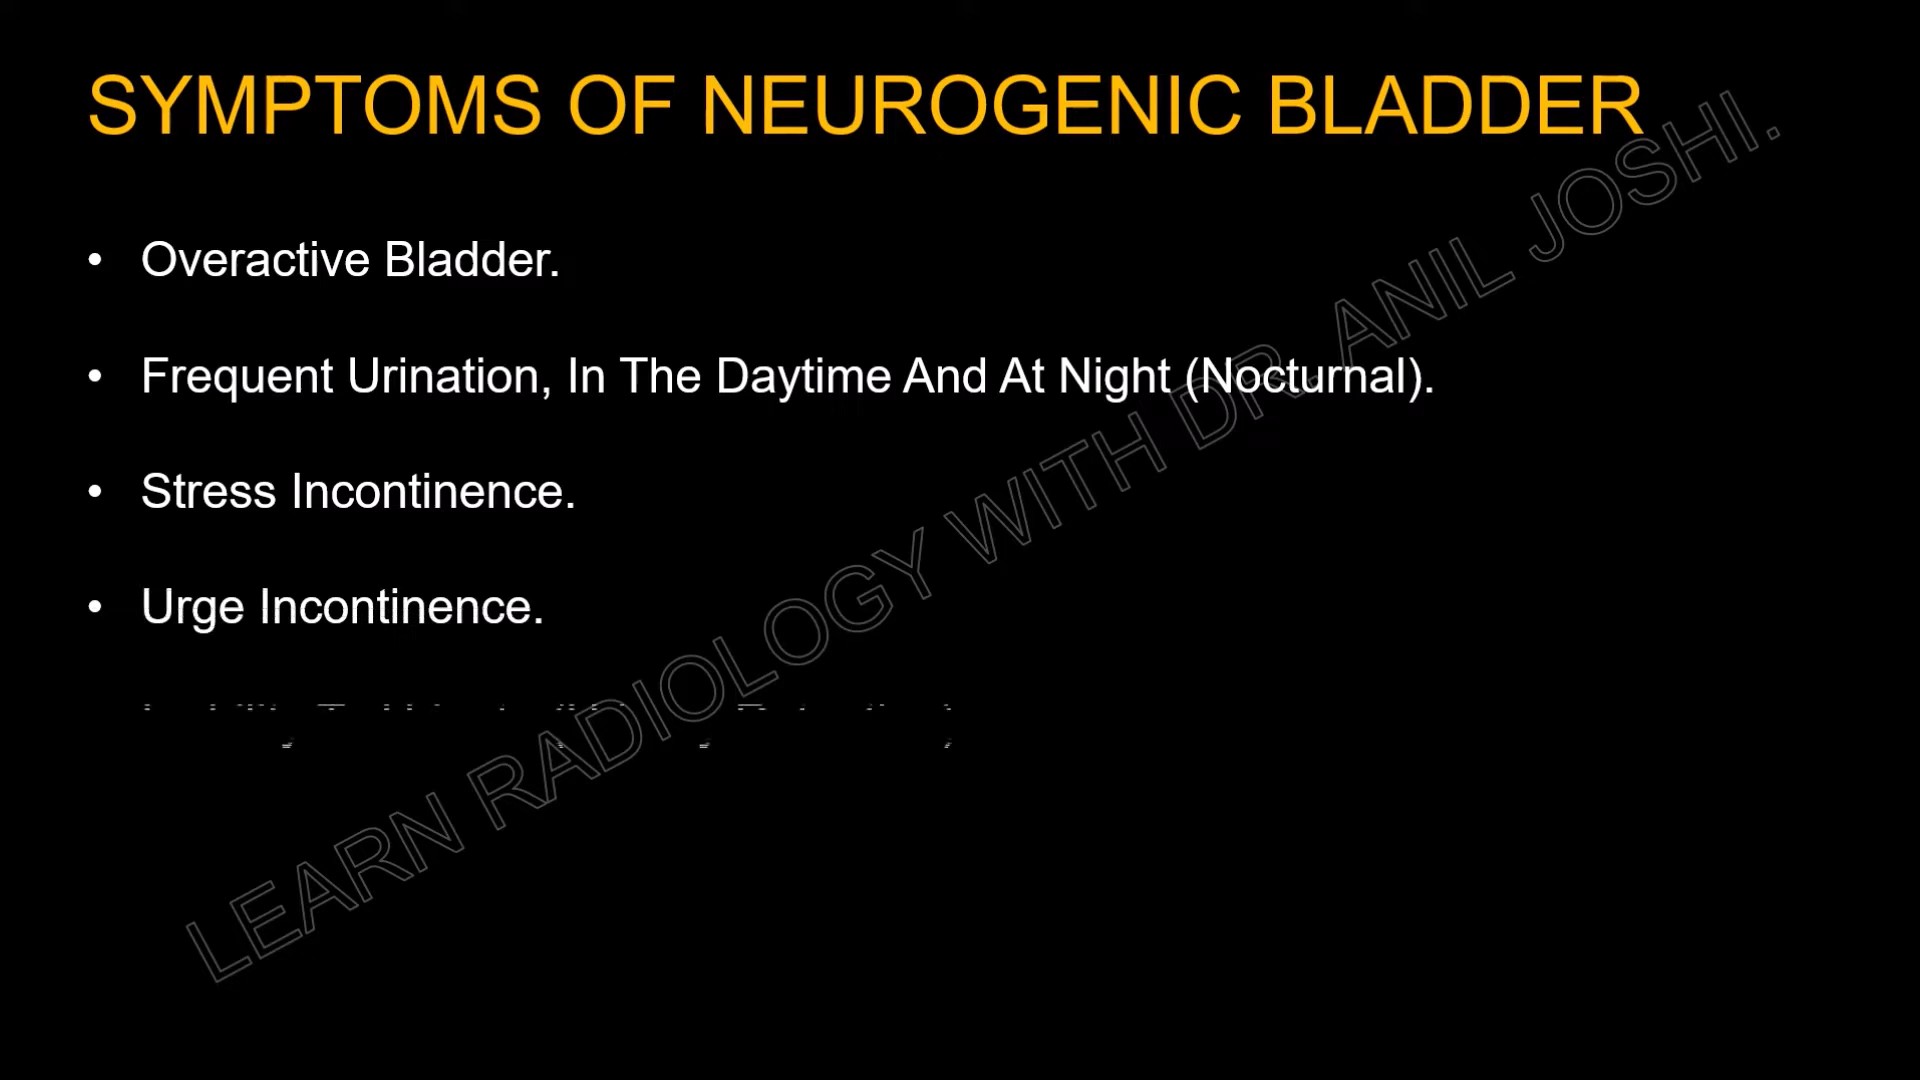 SYMPTOMS OF NEUROGENIC BLADDER
• Overactive Bladder.
• Frequent Urination, In The Daytime And At Night (Nocturnal).
• Stress Incontinence.
• Urge Incontinence.
LEARN RADIOLOGY WITH DR. ANIL JOSHI.